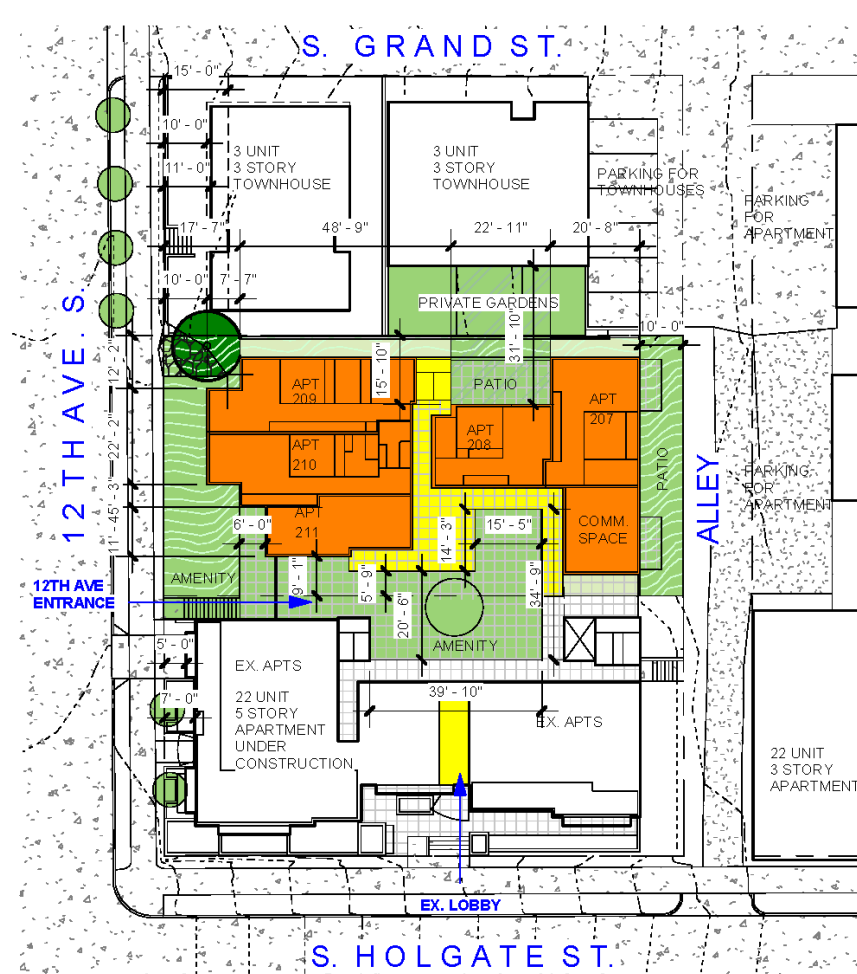 S. GRAND ST.
15' - 0"
10' - 0"
3 UNIT
3 STORY
TOWNHOUSE
3 UNIT
3 STORY
TOWNHOUSE
11' - 0"
PARKING FOR
TOWNHOUSES
PARKING
FOR
APARTMENT
17' - 7"
48' - 9"
22' - 11"
20' - 8"
10' - 0"
7' - 7"
PRIVATE GARDENS
31' - 10"
10' - 0"
12TH AVE. S.
12' - 2"
15' - 10"
APT
209
PATIO
APT
207
22' - 2"
APT
208
APT
210
PATIO
ALLEY
PARKING
FOR
APARTMENT
45' - 3"
11'
6' - 0"
APT
211
14' - 3"
15' - 5"
COMM.
SPACE
AMENITY
9' - 1"
5' - 9"
34' - 9"
12TH AVE
ENTRANCE
20' - 6"
AMENITY
5' - 0"
7' - 0"
EX. APTS
22 UNIT
5 STORY
APARTMENT
UNDER
CONSTRUCTION
39' - 10"
EX. APTS
22 UNIT
3 STORY
APARTMENT
EX. LOBBY
S. HOLGATE ST.